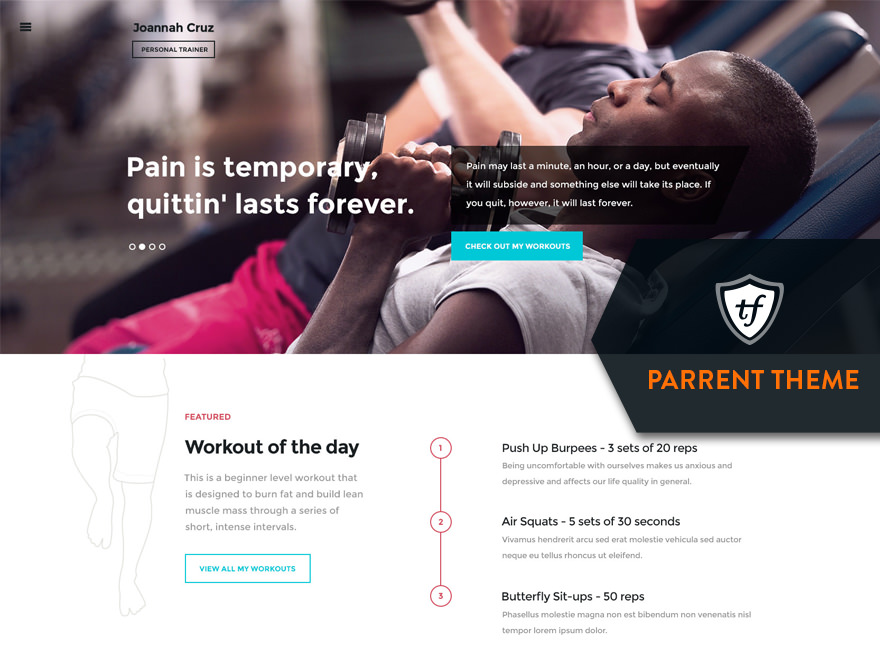 Joannah Cruz
PERSONAL TRAINER
Pain is temporary,
quittin' lasts forever.
Pain may last a minute, an hour, or a day, but eventually
it will subside and something else will take its place. If
you quit, however, it will last forever.
CHECK OUT MY WORKOUTS
tf
PARRENT THEME
FEATURED
Workout of the day
This is a beginner level workout that
is designed to burn fat and build lean
muscle mass through a series of
short, intense intervals.
VIEW ALL MY WORKOUTS
1
Push Up Burpees - 3 sets of 20 reps
Being uncomfortable with ourselves makes us anxious and
depressive and affects our life quality in general.
2
Air Squats - 5 sets of 30 seconds
Vivamus hendrerit arcu sed erat molestie vehicula sed auctor
neque eu tellus rhoncus ut eleifend.
3
Butterfly Sit-ups - 50 reps
Phasellus molestie magna non est bibendum non venenatis nisl
tempor lorem ipsum dolor.